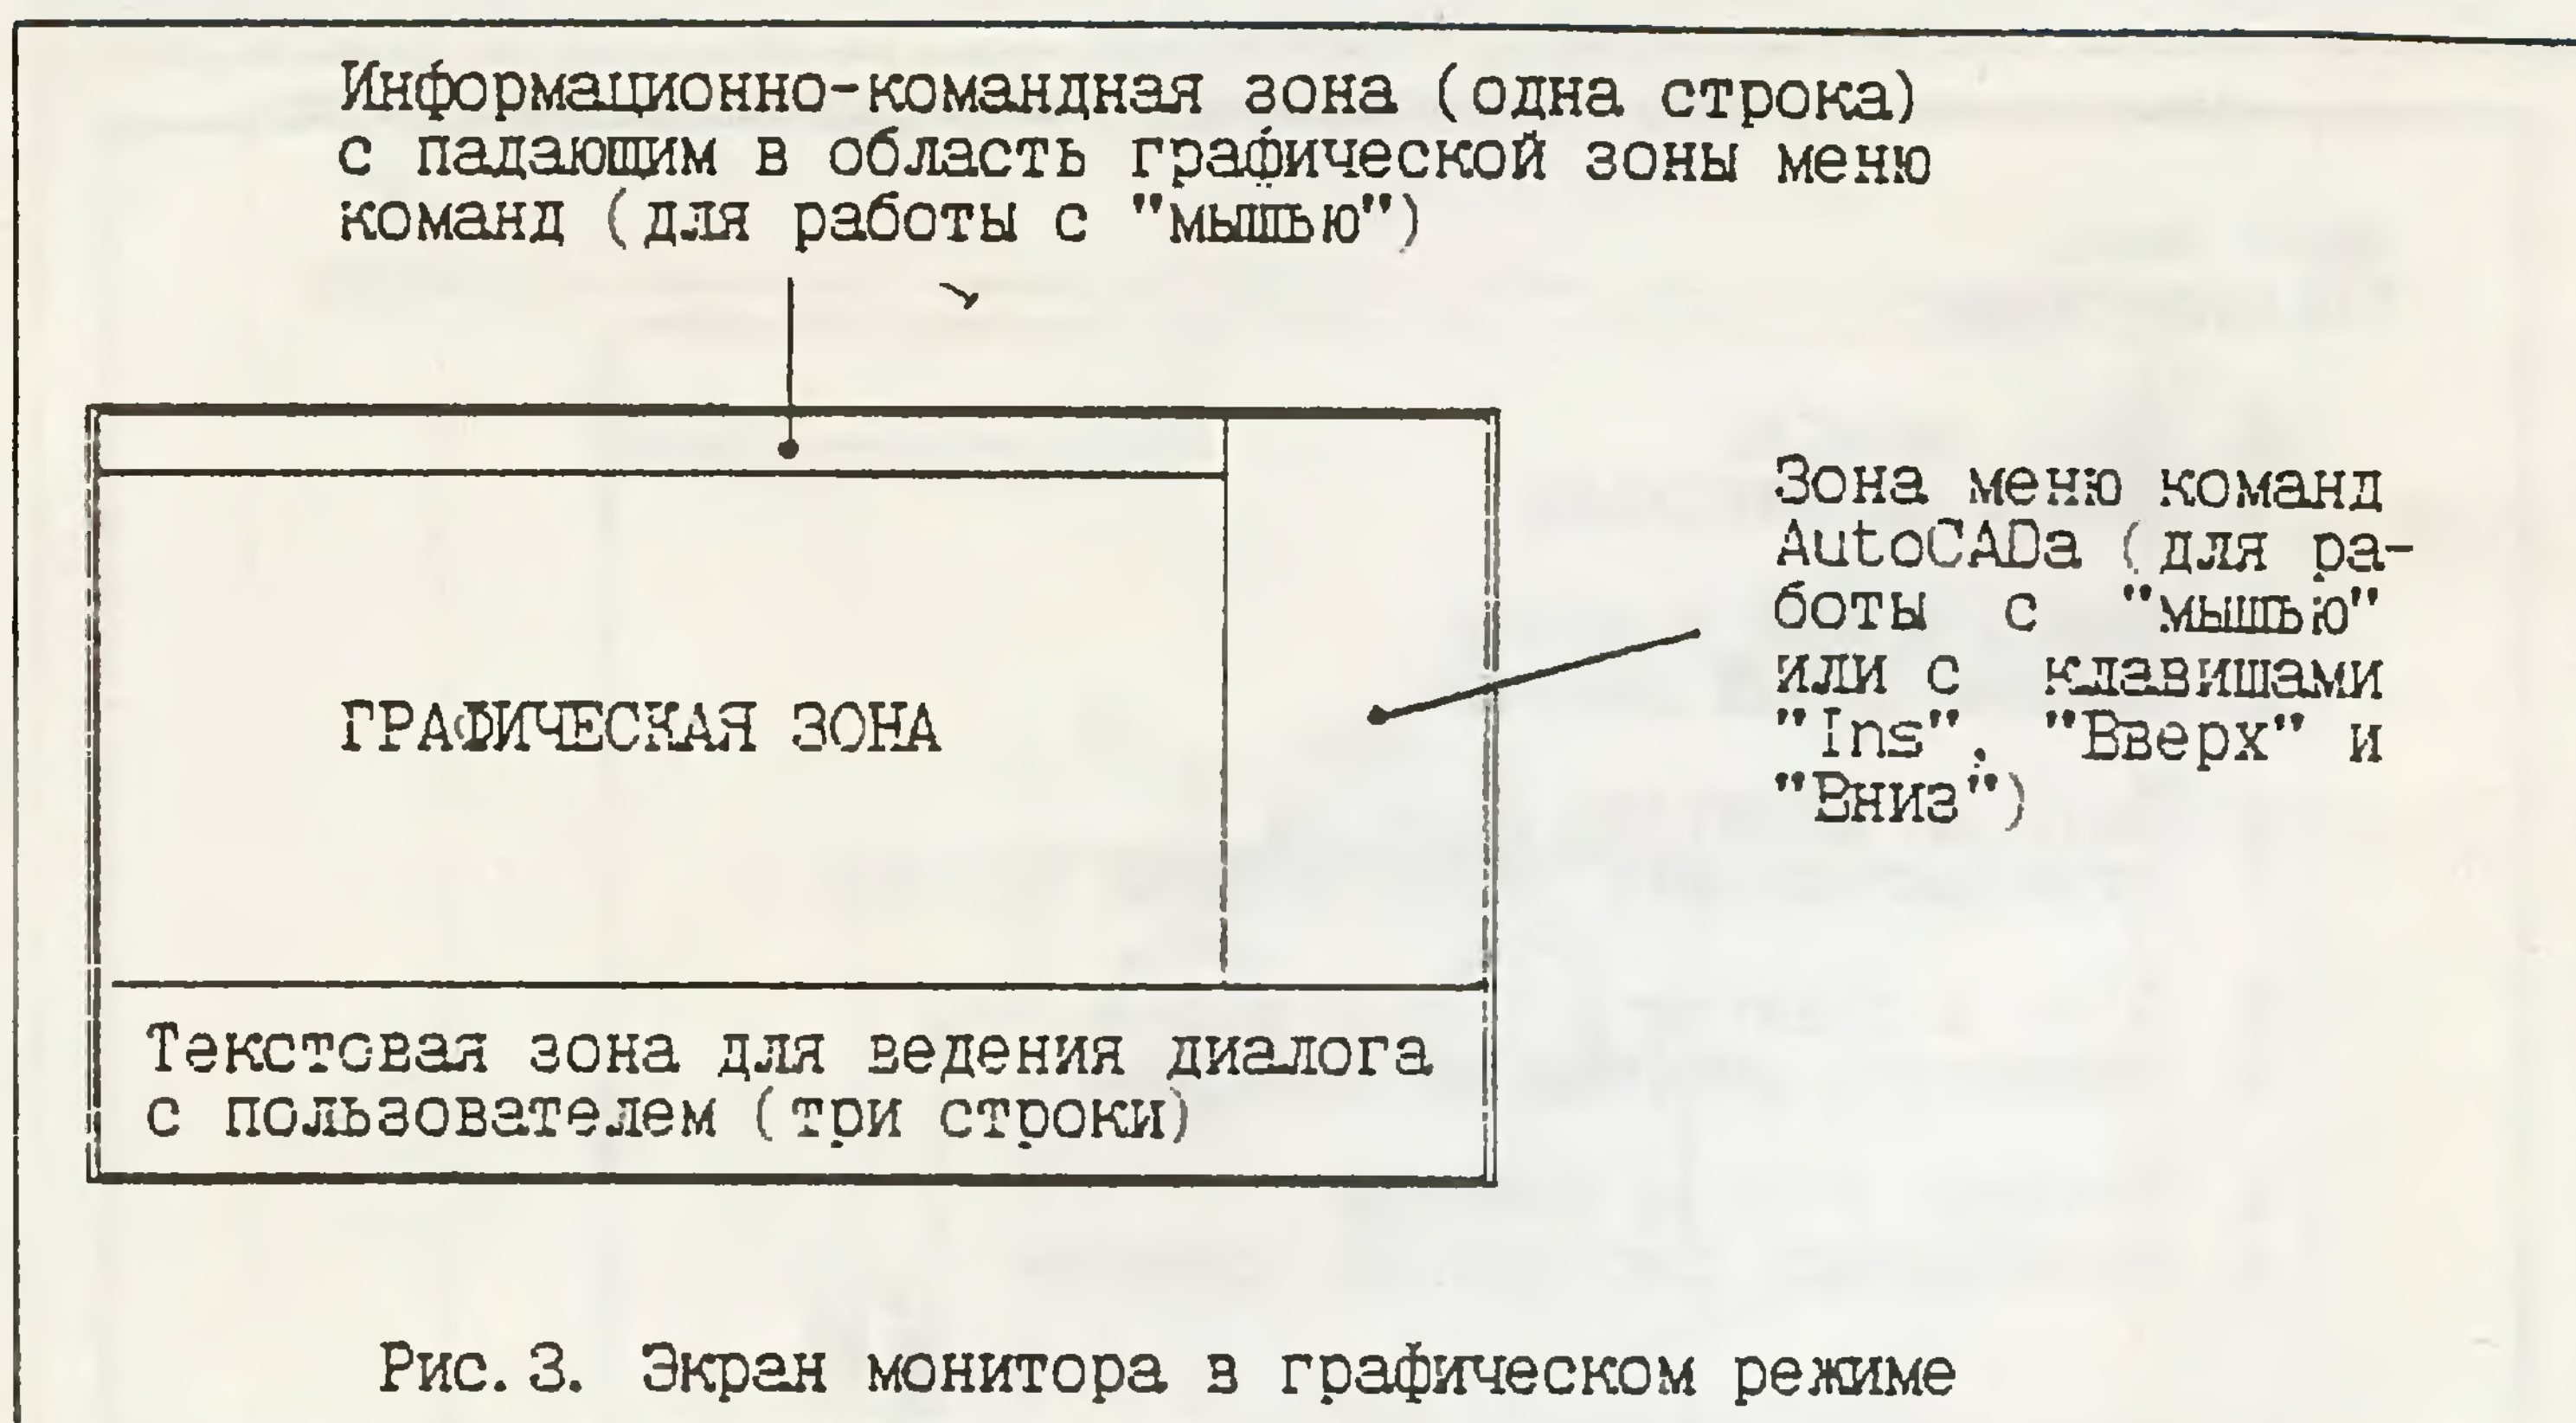 Информационно-командная зона (одна строка)
с падающим в область графической зоны меню
команд (для работы с "мышью")
Зона меню команд
AutoCADа (для ра-
боты с "мышью"
или с клавишами
"Ins", "Вверх" и
"Вниз")
ГРАФИЧЕСКАЯ ЗОНА
Текстовая зона для ведения диалога
с пользователем (три строки)
Рис. 3. Экран монитора в графическом режиме